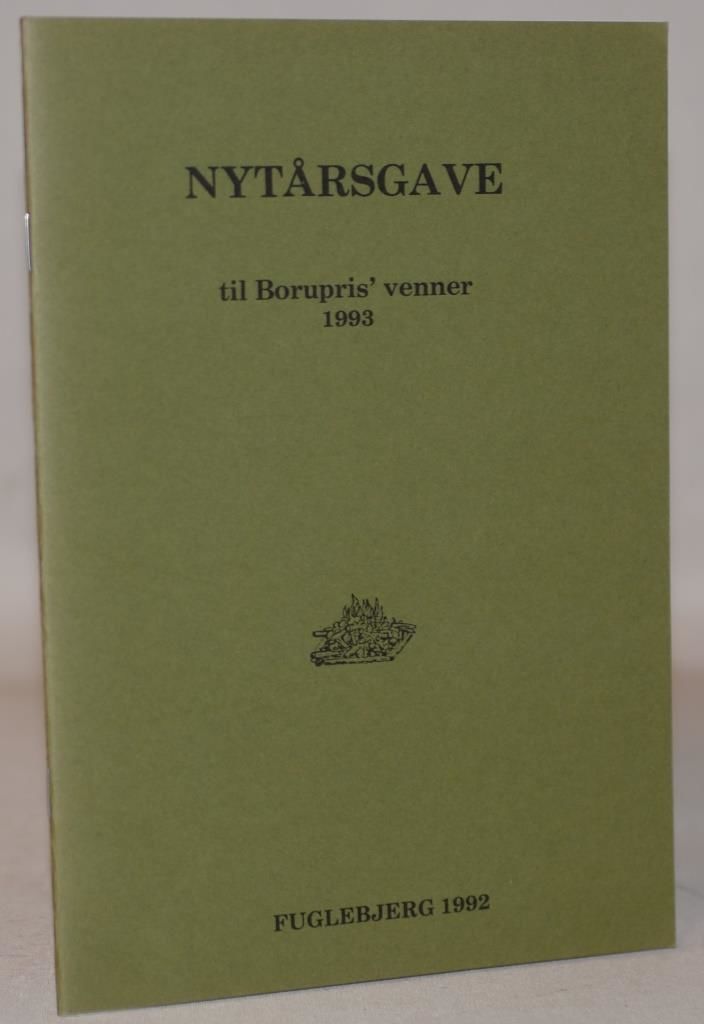 NYTÅRSGAVE
til Borupris’ venner
1993
FUGLEBJERG 1992